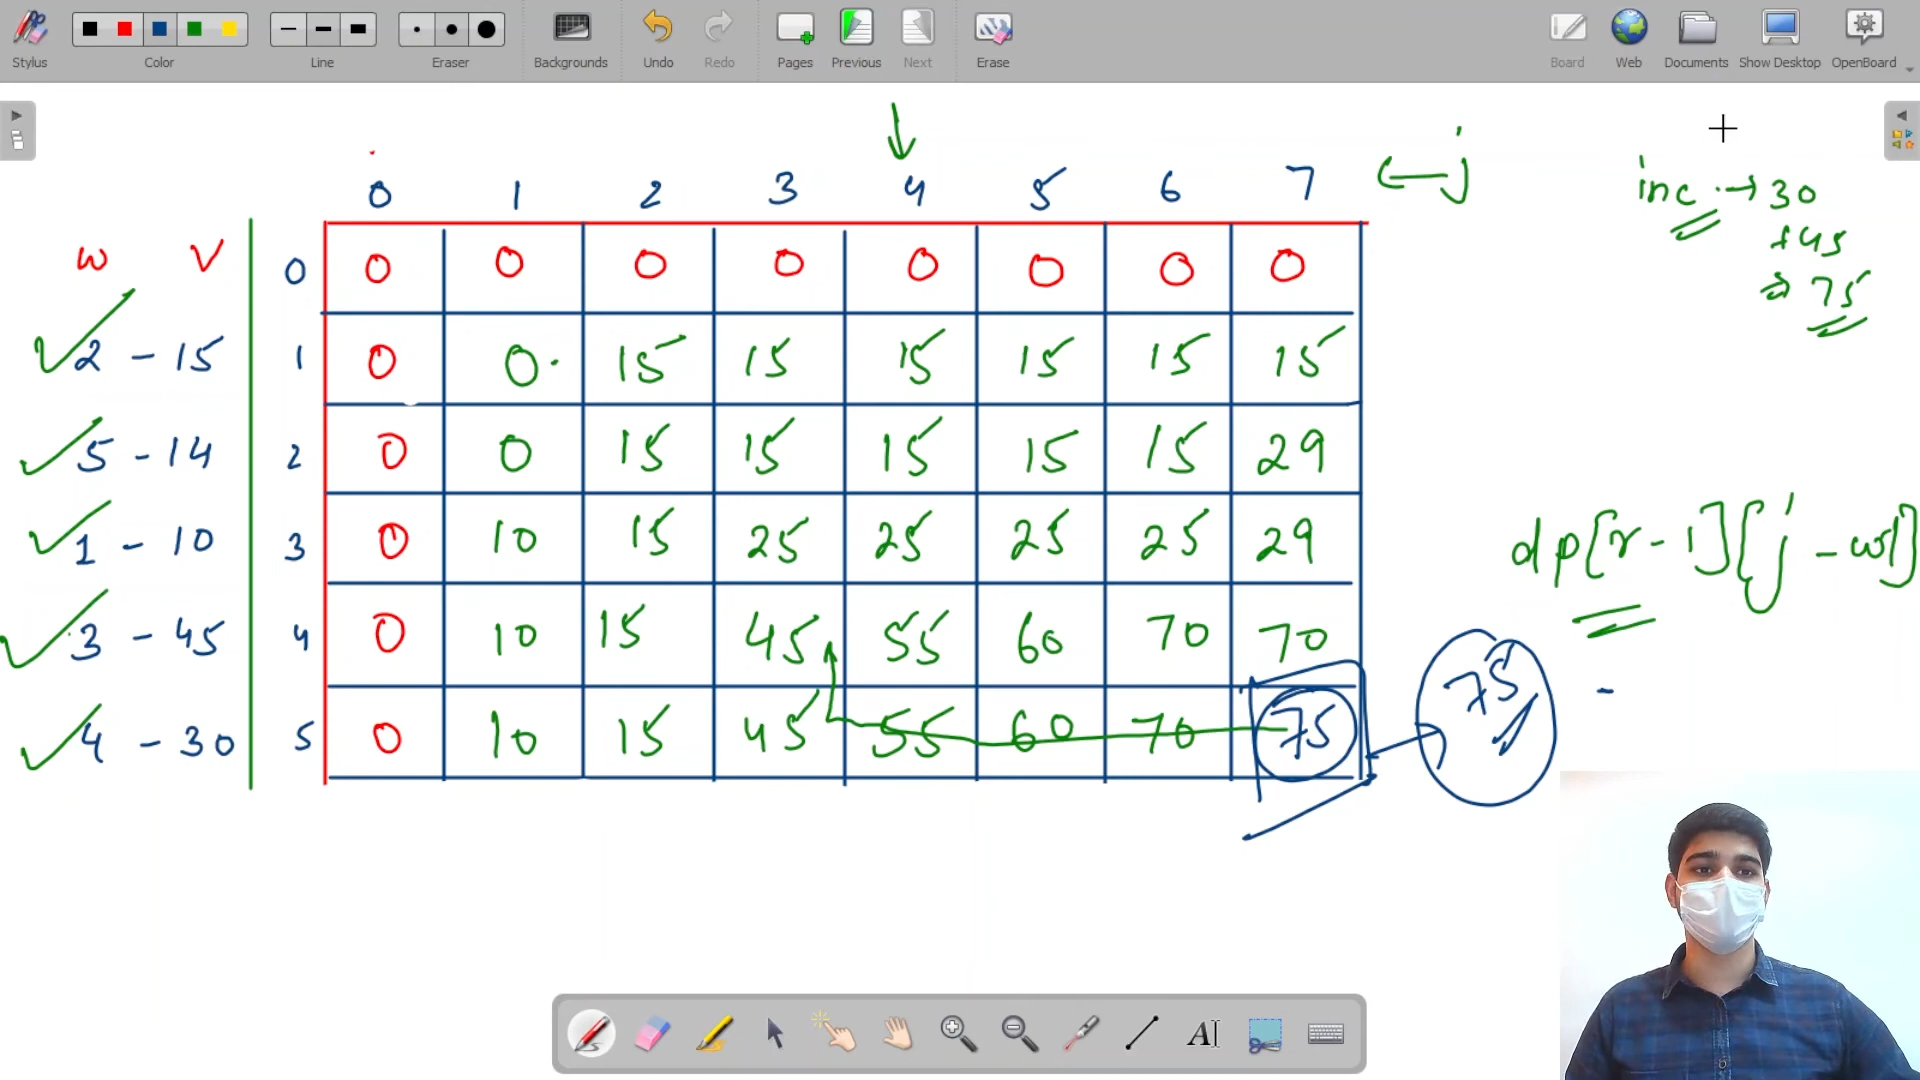 Stylus Color Line Eraser Backgrounds Undo Redo Pages Previous Next Erase Board Web Documents Show Desktop OpenBoard
0 1 2 3 4 5 6 7 j
inc → 30
+45
⇒ 75
w v 0 0 0 0 0 0 0 0 0
2 - 15 1 0 0 15 15 15 15 15 15
5 - 14 2 0 0 15 15 15 15 15 29
1 - 10 3 0 10 15 25 25 25 25 29
dp[r-1][j-wt]
3 - 45 4 0 10 15 45 55 60 70 70
75
4 - 30 5 0 10 15 45 55 60 70 75
AI